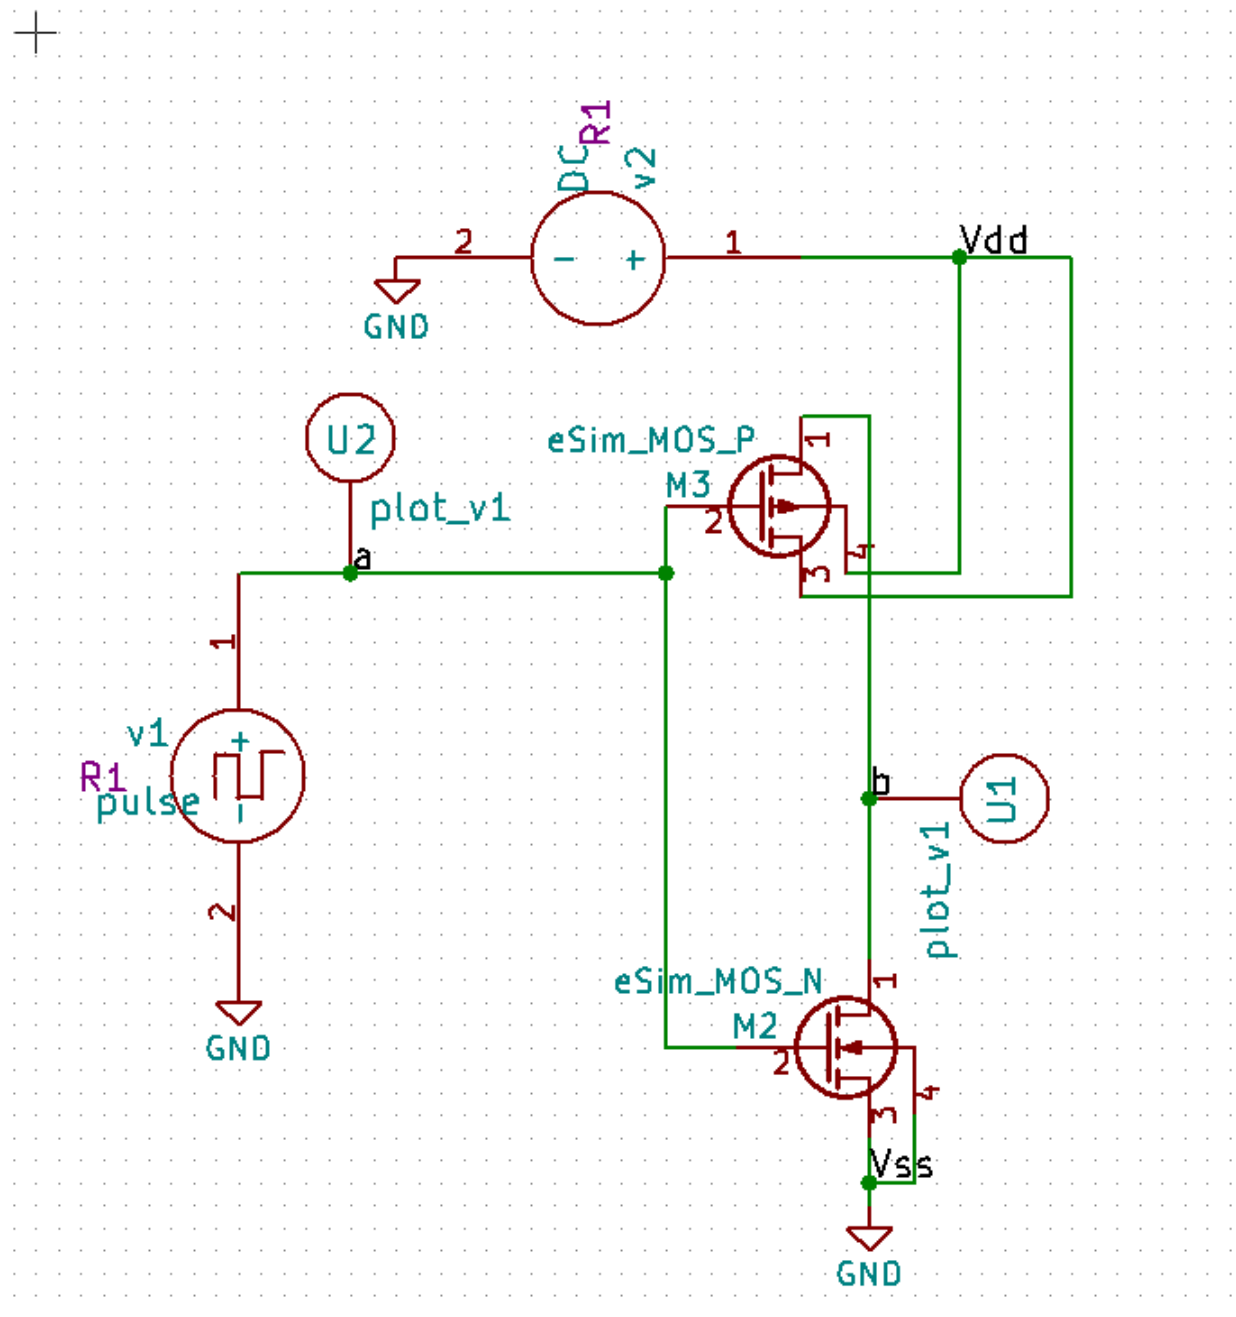 R1
DC
v2
2
1
Vdd
GND
U2
plot_v1
eSim_MOS_P
M3
1
2
4
3
a
1
v1
R1
pulse
2
GND
b
U1
plot_v1
eSim_MOS_N
M2
1
2
4
3
Vss
GND